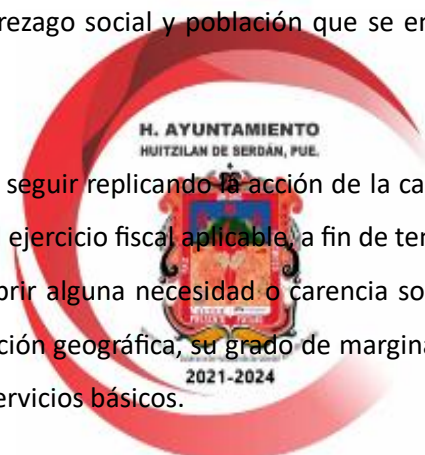 rezago social y población que se en
H. AYUNTAMIENTO
HUITZILAN DE SERDÁN, PUE.
seguir replicando la acción de la ca
ejercicio fiscal aplicable, a fin de ter
brir alguna necesidad o carencia so
ción geográfica, su grado de margina
2021-2024
ervicios básicos.